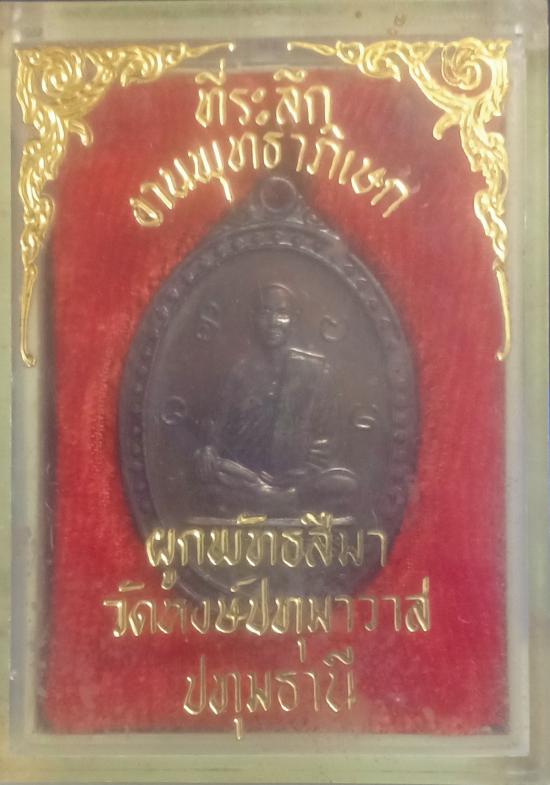 ที่ระลึก
งานพุทธาภิเษก
ผูกพัทธสีมา
วัดหงษ์ปทุมาวาส
ปทุมธานี